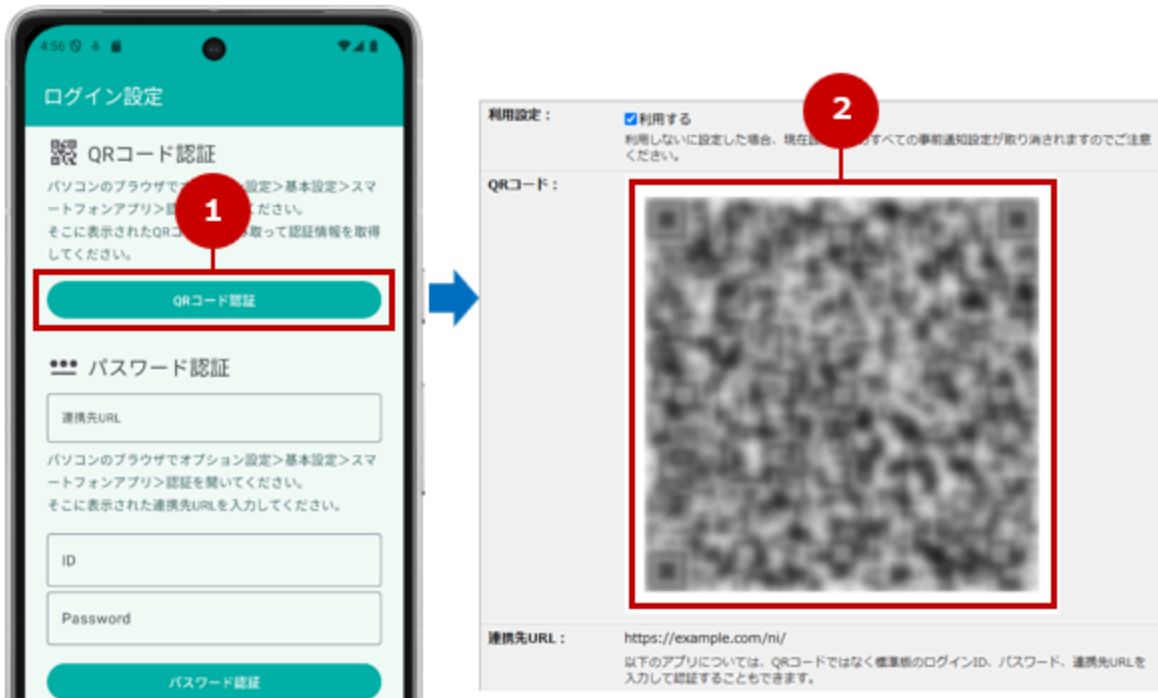 4:56
ログイン設定
QRコード認証
パソコンのブラウザで
設定>基本設定>スマ
ートフォンアプリ>
ください。
そこに表示されたQRコ
取って認証情報を取得
してください。
1
QRコード認証
パスワード認証
連携先URL
パソコンのブラウザでオプション設定>基本設定>スマ
ートフォンアプリ>認証を開いてください。
そこに表示された連携先URLを入力してください。
ID
Password
パスワード認証
2
利用設定:
利用する
利用しないに設定した場合、現在
すべての事前通知設定が取り消されますのでご注意
ください。
QRコード:
連携先URL:
https://example.com/ni/
以下のアプリについては、QRコードではなく標準版のログインID、パスワード、連携先URLを
入力して認証することもできます。